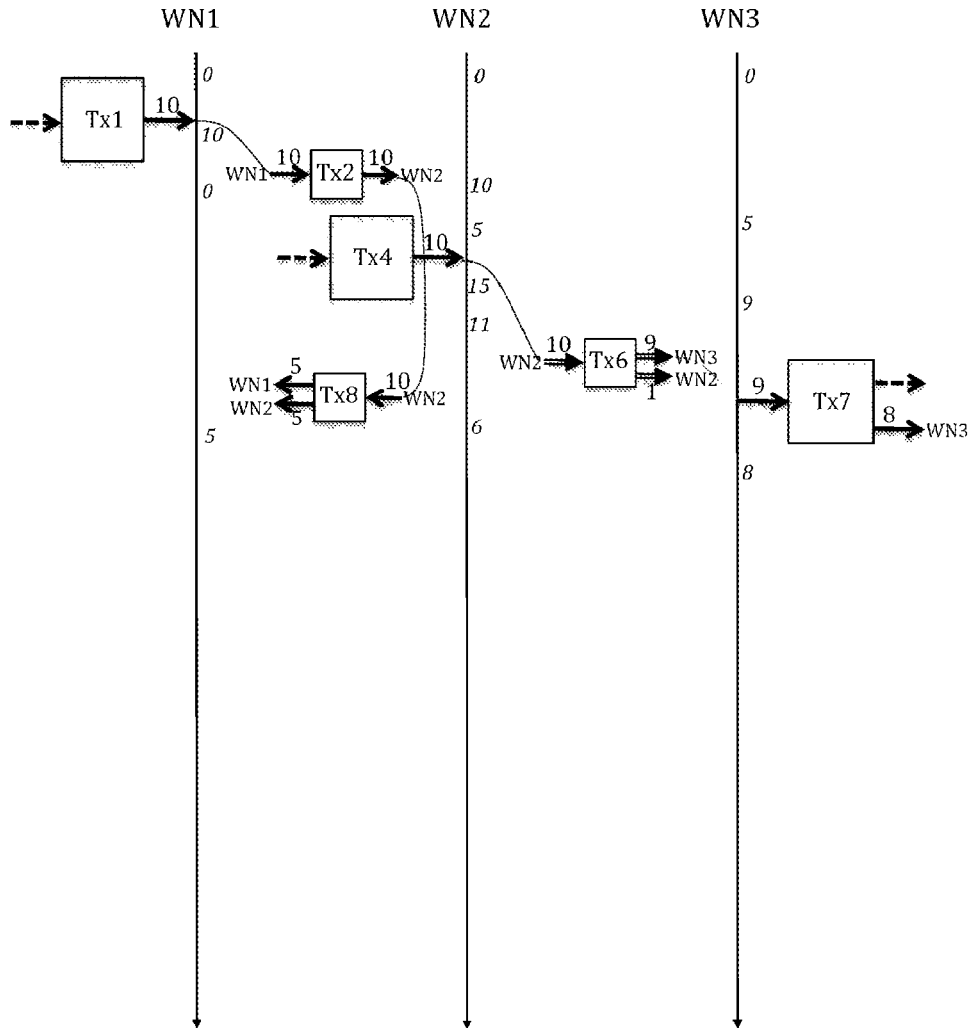 WN1 WN2 WN3
0 0 0
Tx1 10
10
WN1 10 Tx2 10 WN2
0 10
5 5
Tx4 10
15
11 9
WN2 10 Tx6 9 WN3
1 WN2
WN1 5 Tx8 10 WN2
WN2 5
9 Tx7
8 WN3
5 6
8